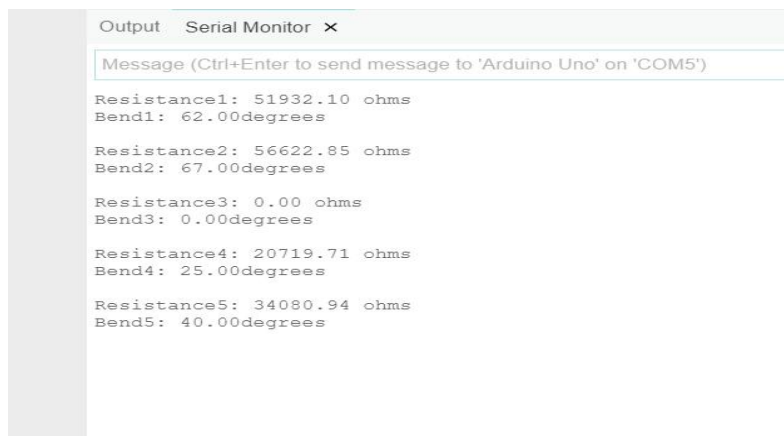 Output Serial Monitor ×
Message (Ctrl+Enter to send message to 'Arduino Uno' on 'COM5')
Resistance1: 51932.10 ohms
Bend1: 62.00degrees
Resistance2: 56622.85 ohms
Bend2: 67.00degrees
Resistance3: 0.00 ohms
Bend3: 0.00degrees
Resistance4: 20719.71 ohms
Bend4: 25.00degrees
Resistance5: 34080.94 ohms
Bend5: 40.00degrees